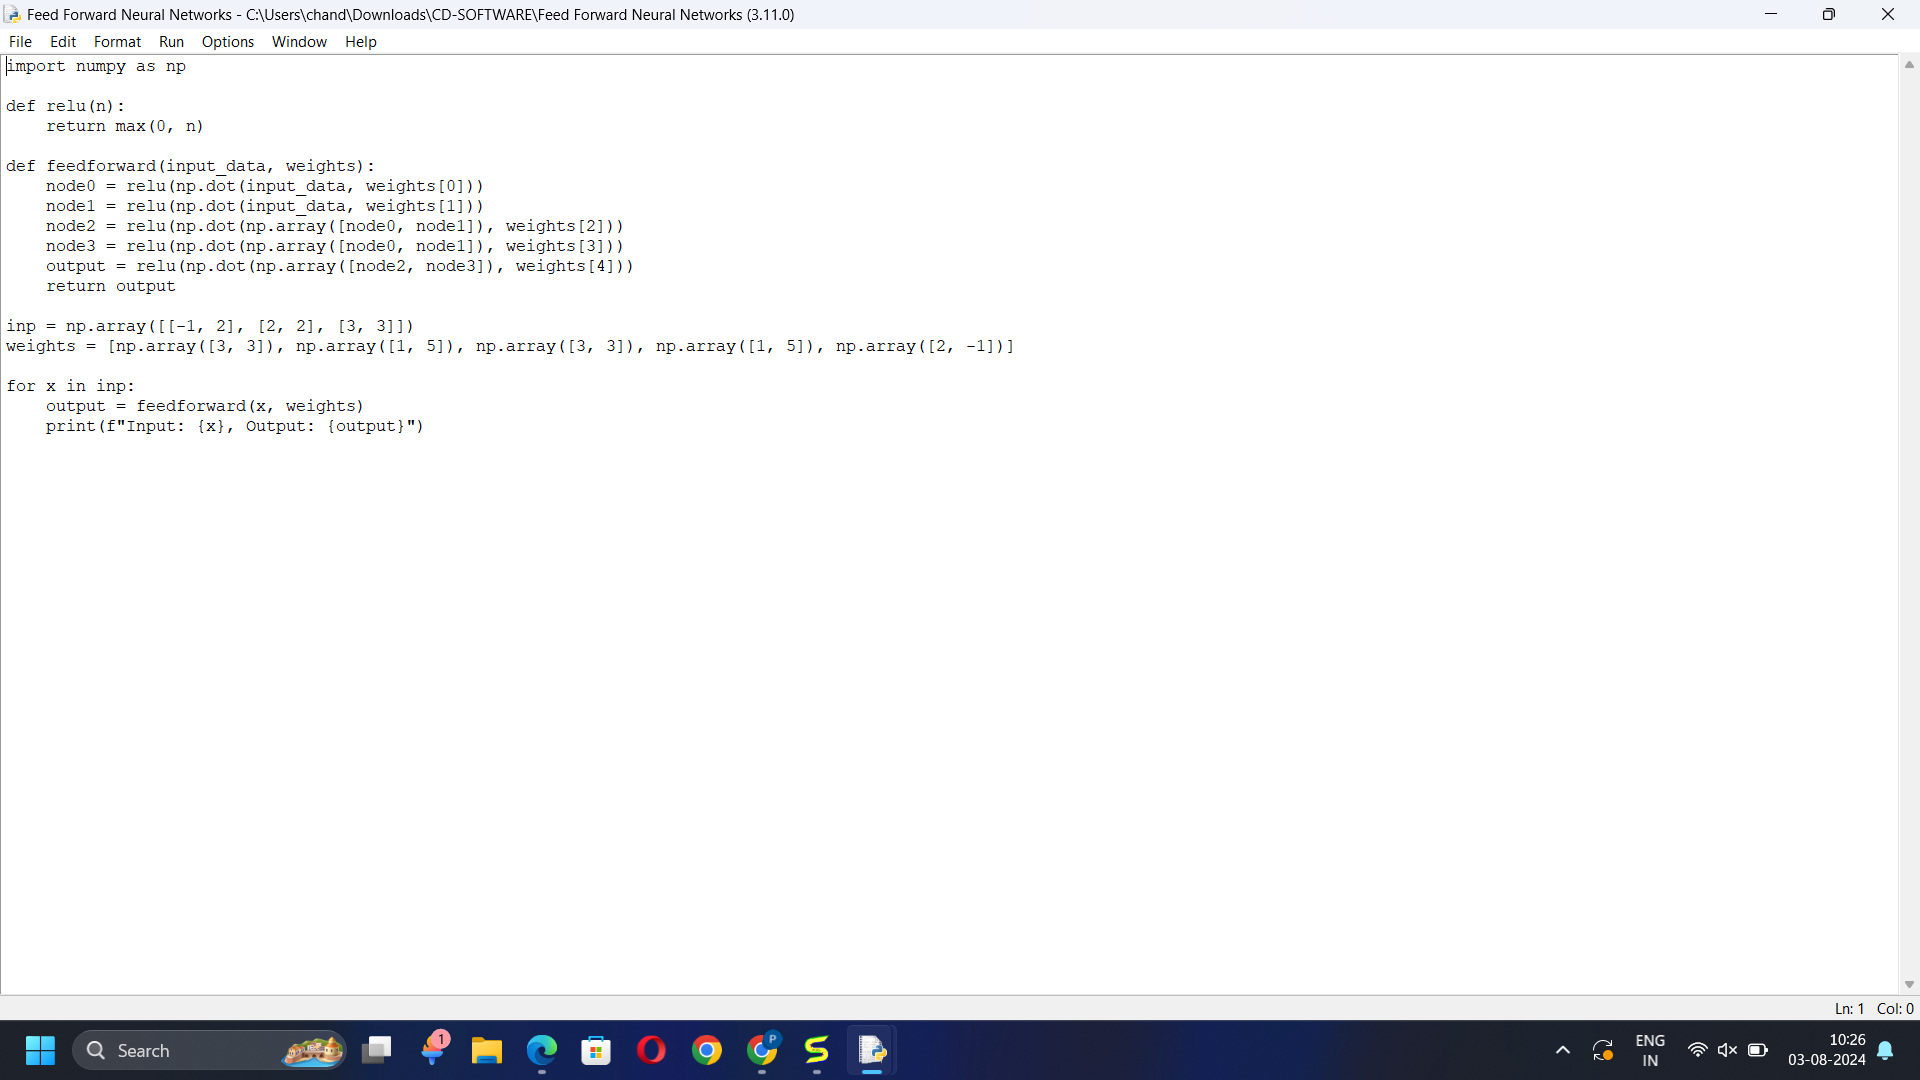 Feed Forward Neural Networks - C:\Users\chand\Downloads\CD-SOFTWARE\Feed Forward Neural Networks (3.11.0)
File Edit Format Run Options Window Help
import numpy as np

def relu(n):
    return max(0, n)

def feedforward(input_data, weights):
    node0 = relu(np.dot(input_data, weights[0]))
    node1 = relu(np.dot(input_data, weights[1]))
    node2 = relu(np.dot(np.array([node0, node1]), weights[2]))
    node3 = relu(np.dot(np.array([node0, node1]), weights[3]))
    output = relu(np.dot(np.array([node2, node3]), weights[4]))
    return output

inp = np.array([[-1, 2], [2, 2], [3, 3]])
weights = [np.array([3, 3]), np.array([1, 5]), np.array([3, 3]), np.array([1, 5]), np.array([2, -1])]

for x in inp:
    output = feedforward(x, weights)
    print(f"Input: {x}, Output: {output}")
Ln: 1 Col: 0
Search
1
P
ENG
IN
10:26
03-08-2024